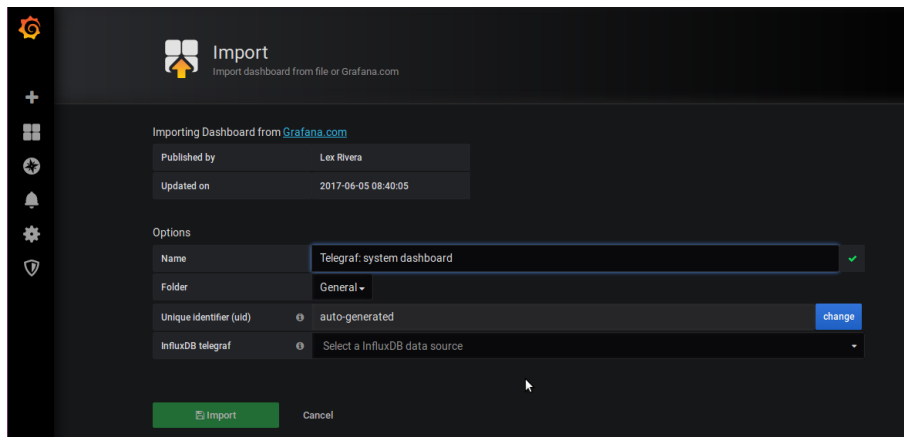 Import
Import dashboard from file or Grafana.com
Importing Dashboard from Grafana.com
Published by Lex Rivera
Updated on 2017-06-05 08:40:05
Options
Name Telegraf: system dashboard
Folder General
Unique identifier (uid) auto-generated change
InfluxDB telegraf Select a InfluxDB data source
Import Cancel